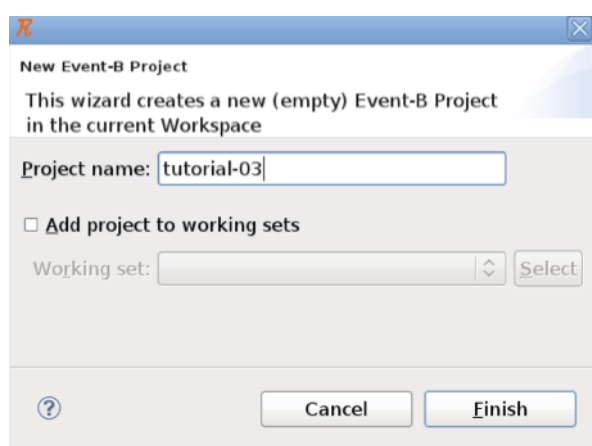 New Event-B Project
This wizard creates a new (empty) Event-B Project
in the current Workspace
Project name: tutorial-03
Add project to working sets
Working set:
Select
Cancel
Finish